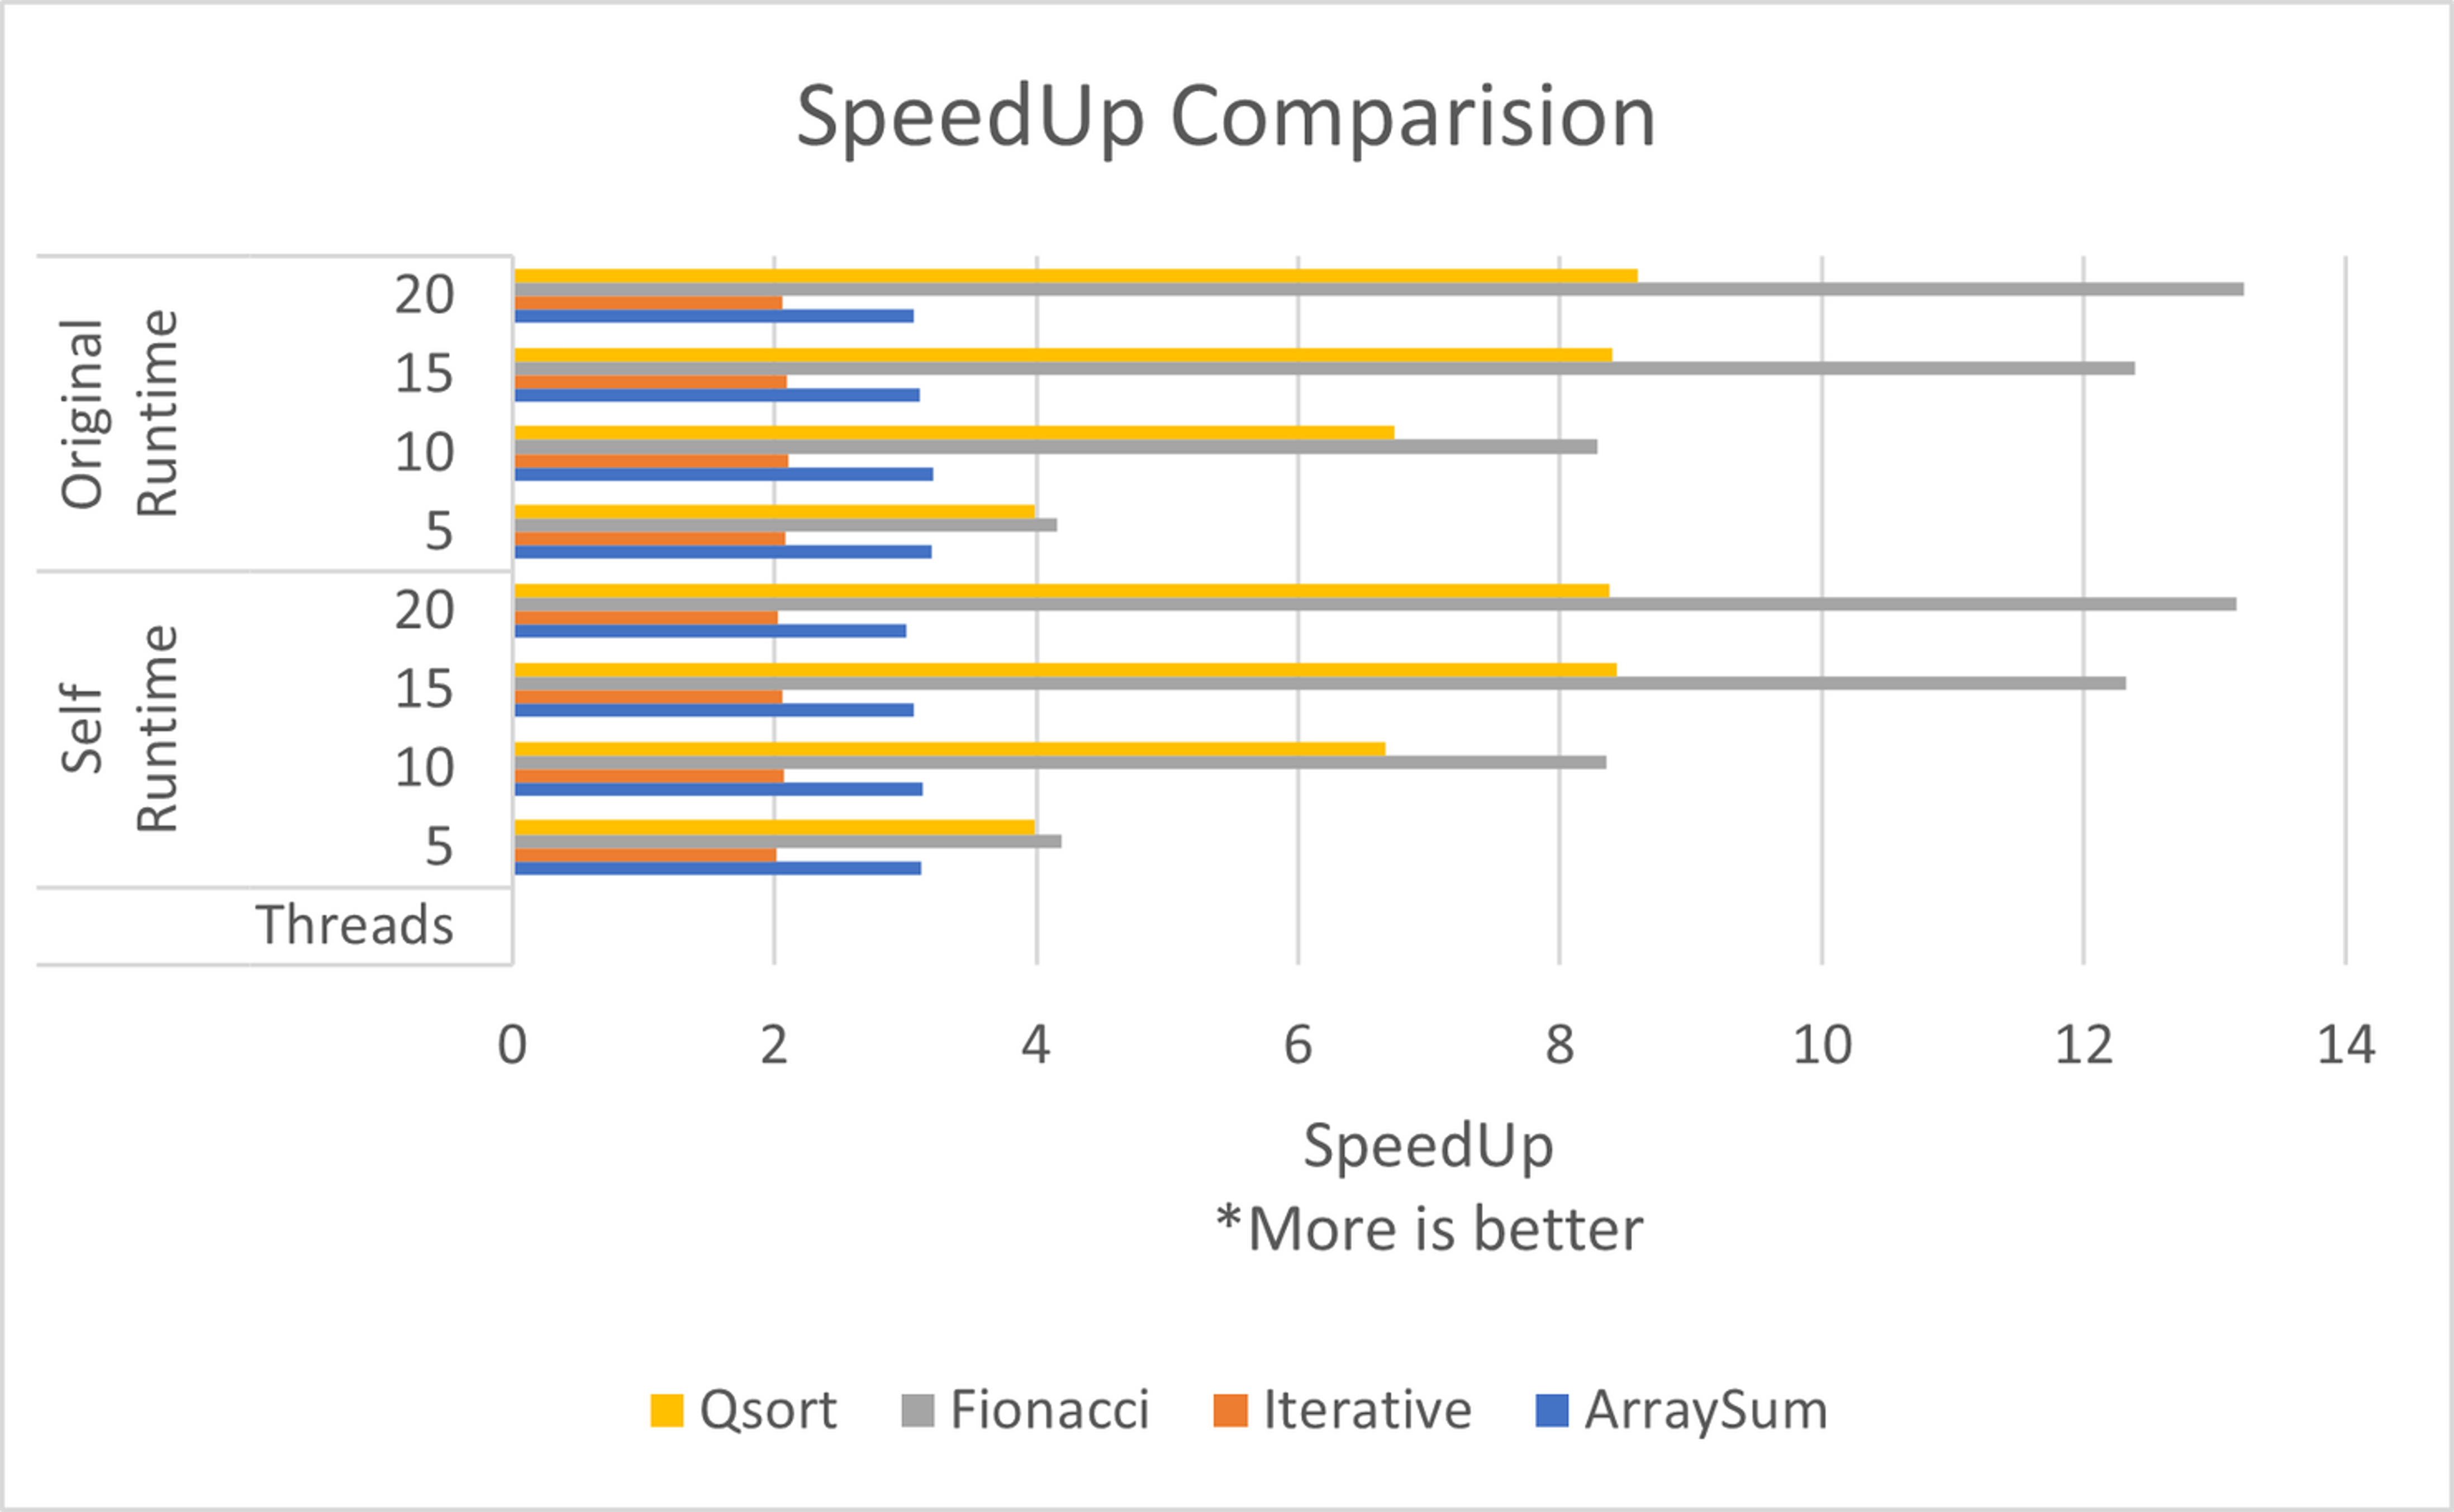 SpeedUp Comparision
Original
Runtime
20
15
10
5
Self
Runtime
20
15
10
5
Threads
0 2 4 6 8 10 12 14
SpeedUp
*More is better
Qsort Fionacci Iterative ArraySum